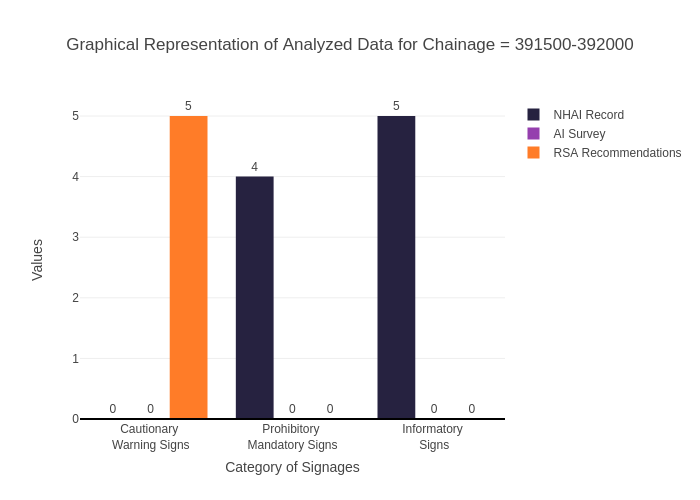 Graphical Representation of Analyzed Data for Chainage = 391500-392000
NHAI Record
AI Survey
RSA Recommendations
Values
5
4
3
2
1
0
0
0
5
4
0
0
5
0
0
Cautionary
Warning Signs
Prohibitory
Mandatory Signs
Informatory
Signs
Category of Signages